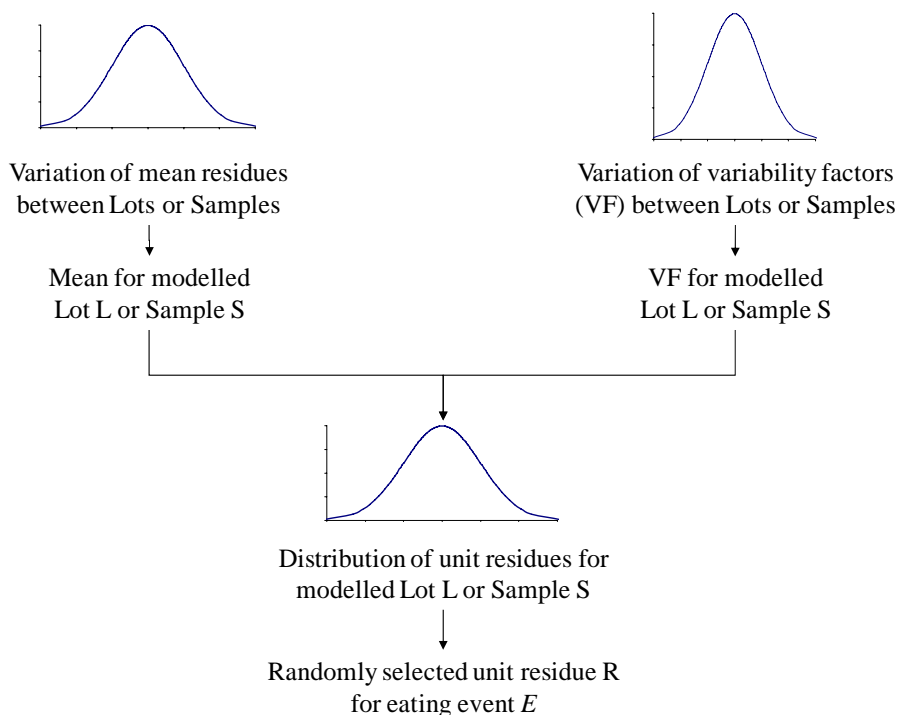 Variation of mean residues
between Lots or Samples
Variation of variability factors
(VF) between Lots or Samples
Mean for modelled
Lot L or Sample S
VF for modelled
Lot L or Sample S
Distribution of unit residues for
modelled Lot L or Sample S
Randomly selected unit residue R
for eating event E